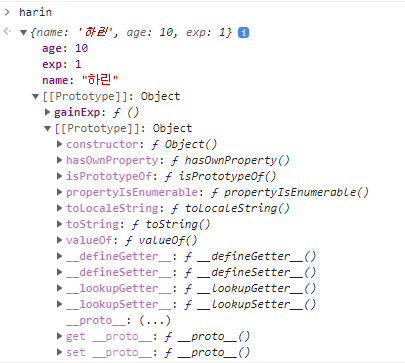 > harin
{name: '하린', age: 10, exp: 1} i
age: 10
exp: 1
name: "하린"
[[Prototype]]: Object
gainExp: ƒ ()
[[Prototype]]: Object
constructor: ƒ Object()
hasOwnProperty: ƒ hasOwnProperty()
isPrototypeOf: ƒ isPrototypeOf()
propertyIsEnumerable: ƒ propertyIsEnumerable()
toLocaleString: ƒ toLocaleString()
toString: ƒ toString()
valueOf: ƒ valueOf()
__defineGetter__: ƒ __defineGetter__()
__defineSetter__: ƒ __defineSetter__()
__lookupGetter__: ƒ __lookupGetter__()
__lookupSetter__: ƒ __lookupSetter__()
__proto__: (...)
get __proto__: ƒ __proto__()
set __proto__: ƒ __proto__()